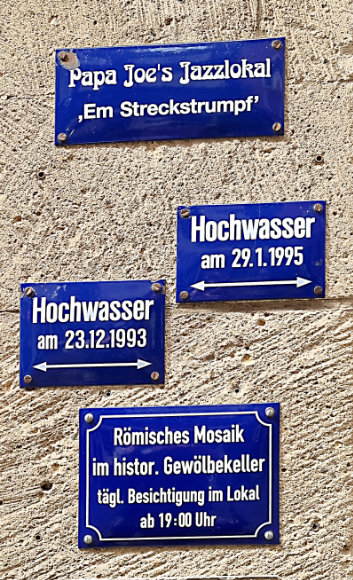 Papa Joe's Jazzlokal
‚Em Streckstrumpf’
Hochwasser
am 29.1.1995
Hochwasser
am 23.12.1993
Römisches Mosaik
im histor. Gewölbekeller
tägl. Besichtigung im Lokal
ab 19:00 Uhr